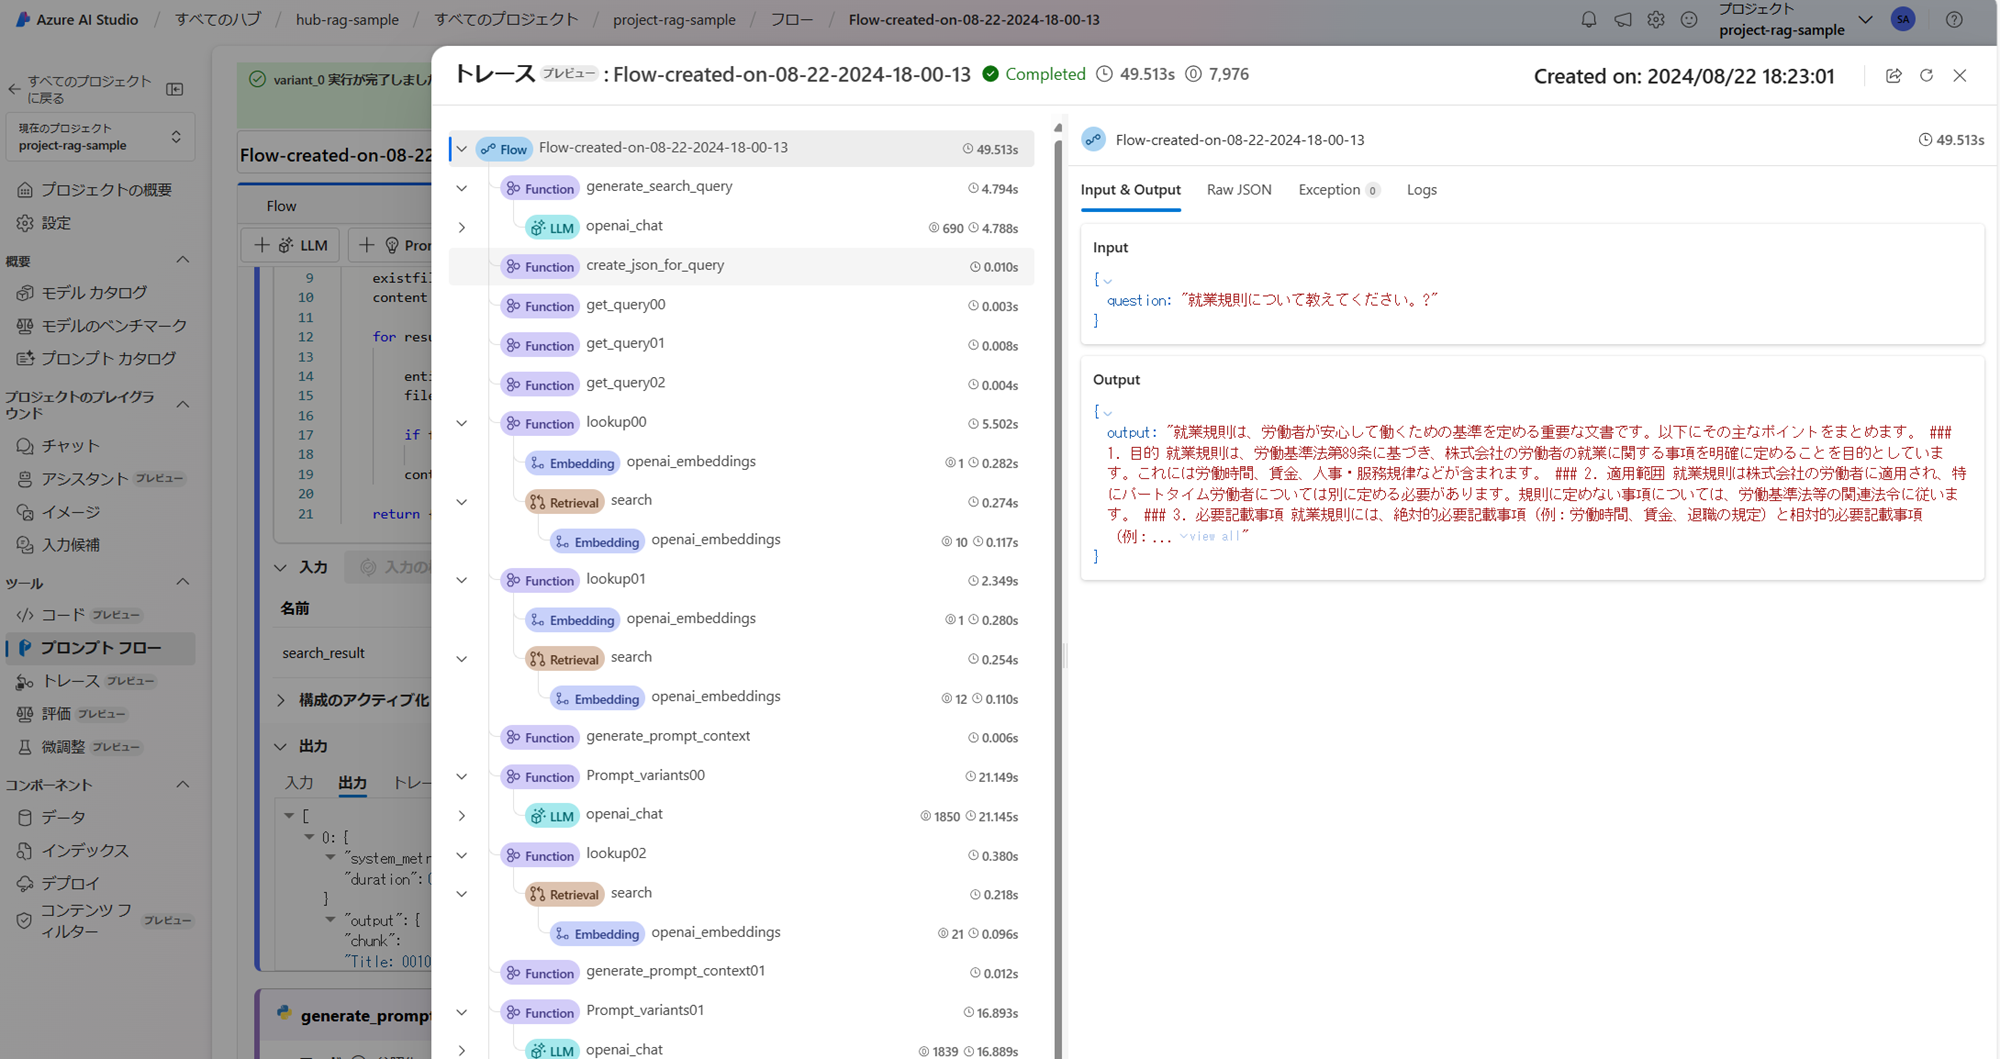 Azure AI Studio / すべてのハブ / hub-rag-sample / すべてのプロジェクト / project-rag-sample / フロー / Flow-created-on-08-22-2024-18-00-13
プロジェクト
project-rag-sample
SA
すべてのプロジェクト
に戻る
現在のプロジェクト
project-rag-sample
プロジェクトの概要
設定
概要
モデル カタログ
モデルのベンチマーク
プロンプト カタログ
プロジェクトのプレイグラ
ウンド
チャット
アシスタント プレビュー
イメージ
入力候補
ツール
コード プレビュー
プロンプト フロー
トレース プレビュー
評価 プレビュー
微調整 プレビュー
コンポーネント
データ
インデックス
デプロイ
コンテンツ フ
ィルター プレビュー
variant_0 実行が完了しました
Flow-created-on-08-22
Flow
LLM
9 existfil
10 content
11
12 for resu
13
14 enti
15 file
16
17 if
18
19 cont
20
21 return
入力
名前
search_result
構成のアクティブ化
出力
入力 出力 トレー
[
0: {
"system_metr
"duration":
}
"output": [
"chunk":
"Title: 0010
generate_prompt
トレース プレビュー : Flow-created-on-08-22-2024-18-00-13 Completed 49.513s 7,976
Created on: 2024/08/22 18:23:01
Flow Flow-created-on-08-22-2024-18-00-13 49.513s
Function generate_search_query 4.794s
LLM openai_chat 690 4.788s
Function create_json_for_query 0.010s
Function get_query00 0.003s
Function get_query01 0.008s
Function get_query02 0.004s
Function lookup00 5.502s
Embedding openai_embeddings 1 0.282s
Retrieval search 0.274s
Embedding openai_embeddings 10 0.117s
Function lookup01 2.349s
Embedding openai_embeddings 1 0.280s
Retrieval search 0.254s
Embedding openai_embeddings 12 0.110s
Function generate_prompt_context 0.006s
Function Prompt_variants00 21.149s
LLM openai_chat 1850 21.145s
Function lookup02 0.380s
Retrieval search 0.218s
Embedding openai_embeddings 21 0.096s
Function generate_prompt_context01 0.012s
Function Prompt_variants01 16.893s
LLM openai_chat 1839 16.889s
Flow-created-on-08-22-2024-18-00-13 49.513s
Input & Output Raw JSON Exception 0 Logs
Input
{
question: "就業規則について教えてください。?"
}
Output
{
output: "就業規則は、労働者が安心して働くための基準を定める重要な文書です。以下にその主なポイントをまとめます。 ###
1. 目的 就業規則は、労働基準法第89条に基づき、株式会社の労働者の就業に関する事項を明確に定めることを目的としていま
す。これには労働時間、賃金、人事・服務規律などが含まれます。 ### 2. 適用範囲 就業規則は株式会社の労働者に適用され、特
にパートタイム労働者については別に定める必要があります。規則に定めない事項については、労働基準法等の関連法令に従いま
す。 ### 3. 必要記載事項 就業規則には、絶対的必要記載事項（例：労働時間、賃金、退職の規定）と相対的必要記載事項
（例：... view all"
}